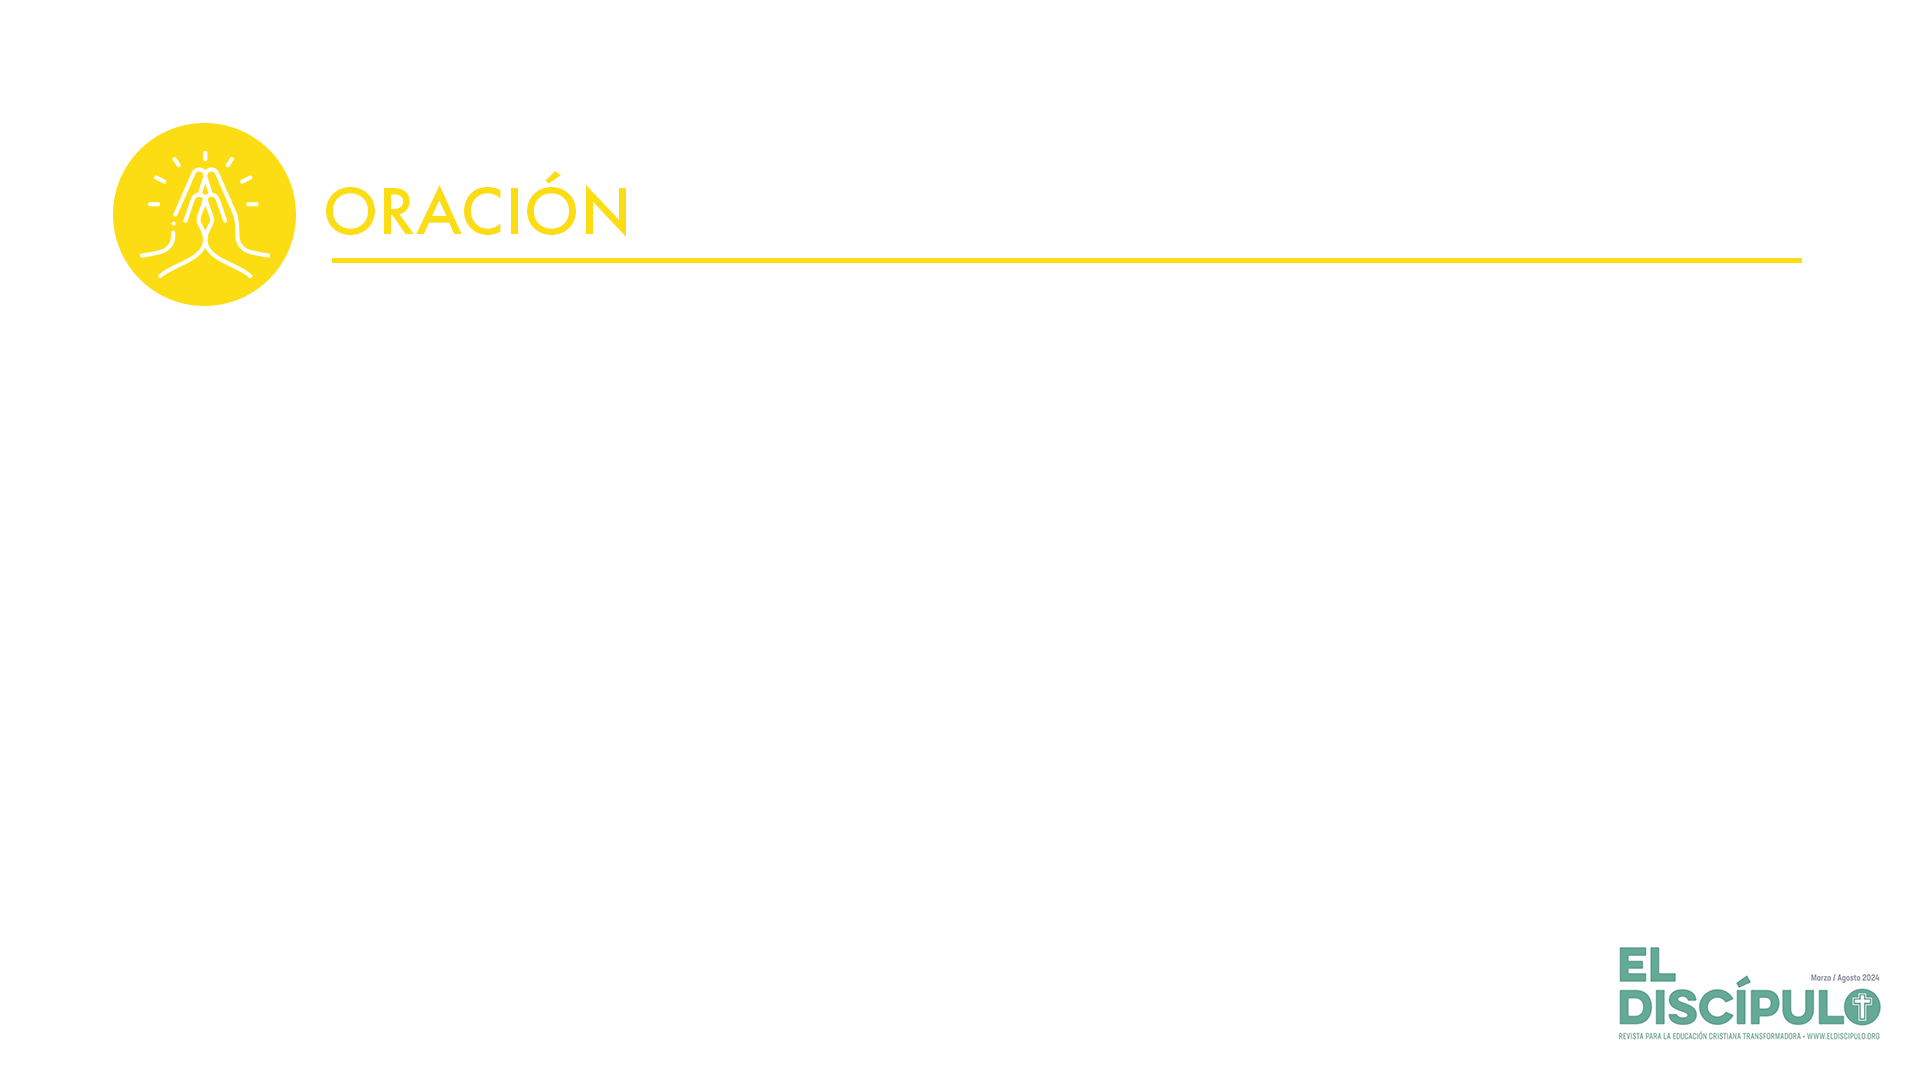 ORACIÓN
EL
Marzo / Agosto 2024
DISCÍPULO
REVISTA PARA LA EDUCACIÓN CRISTIANA TRANSFORMADORA • WWW.ELDISCIPULO.ORG